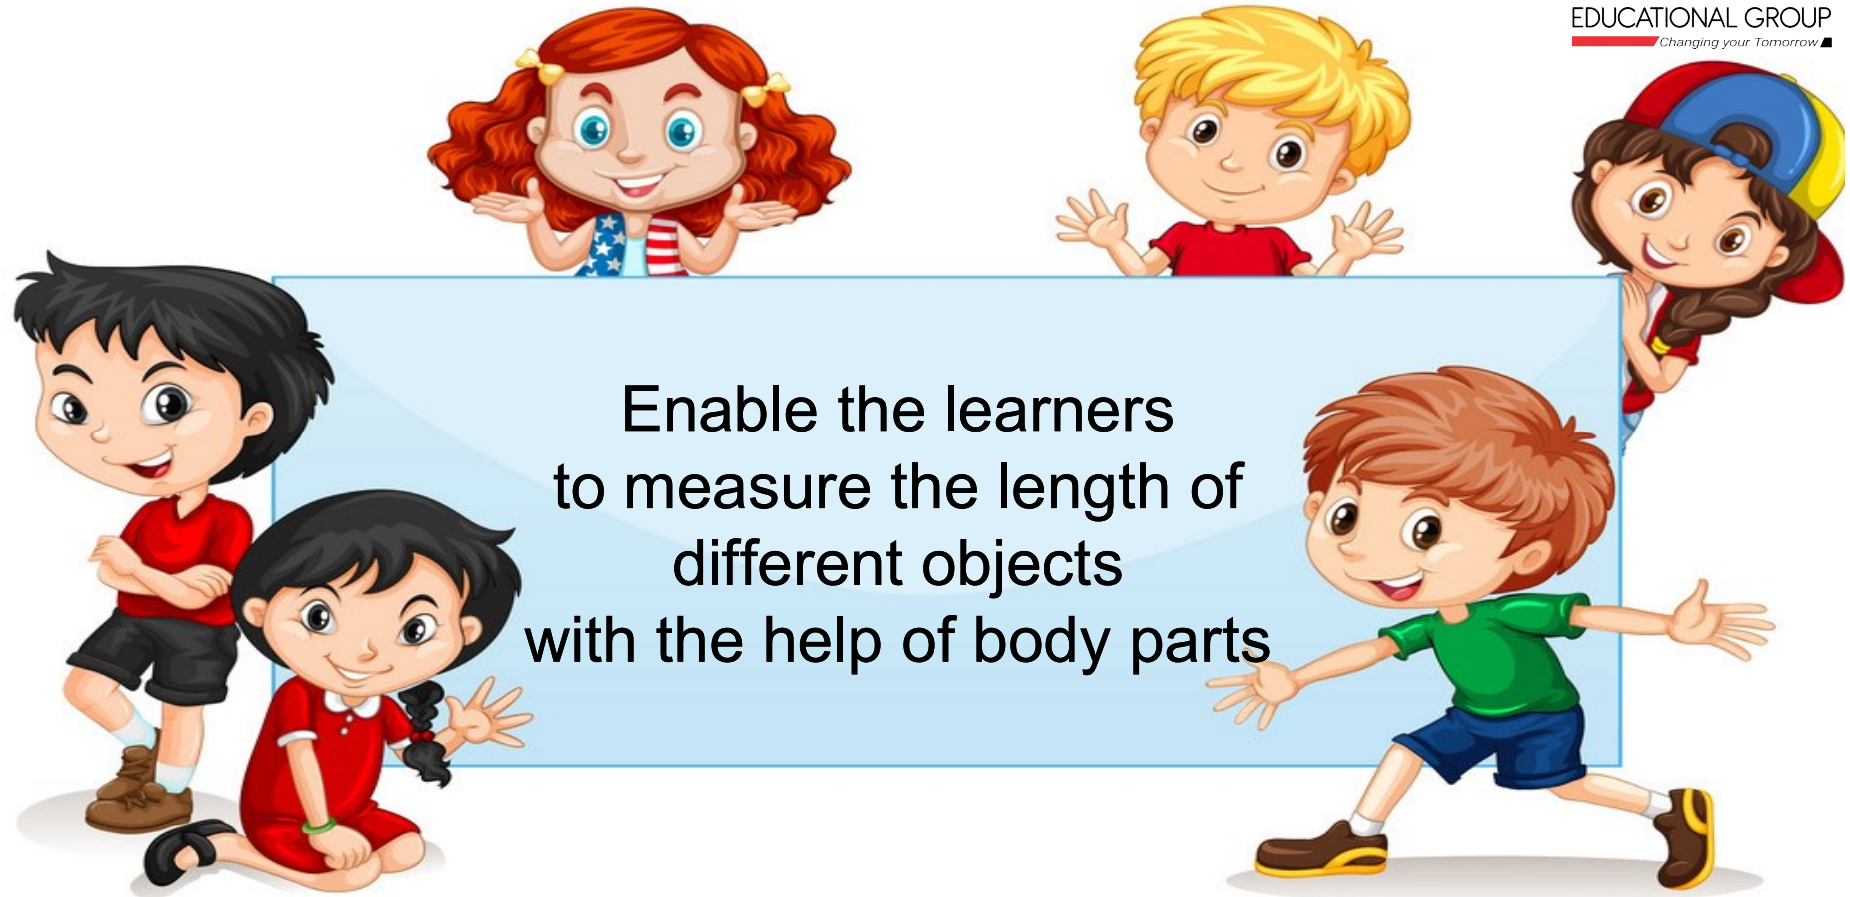 EDUCATIONAL GROUP
Changing your Tomorrow
Enable the learners
to measure the length of
different objects
with the help of body parts